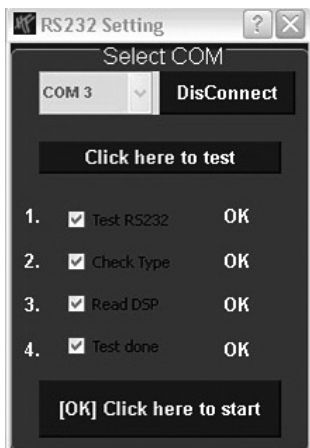 RS232 Setting
Select COM
COM 3 DisConnect
Click here to test
1. Test RS232 OK
2. Check Type OK
3. Read DSP OK
4. Test done OK
[OK] Click here to start